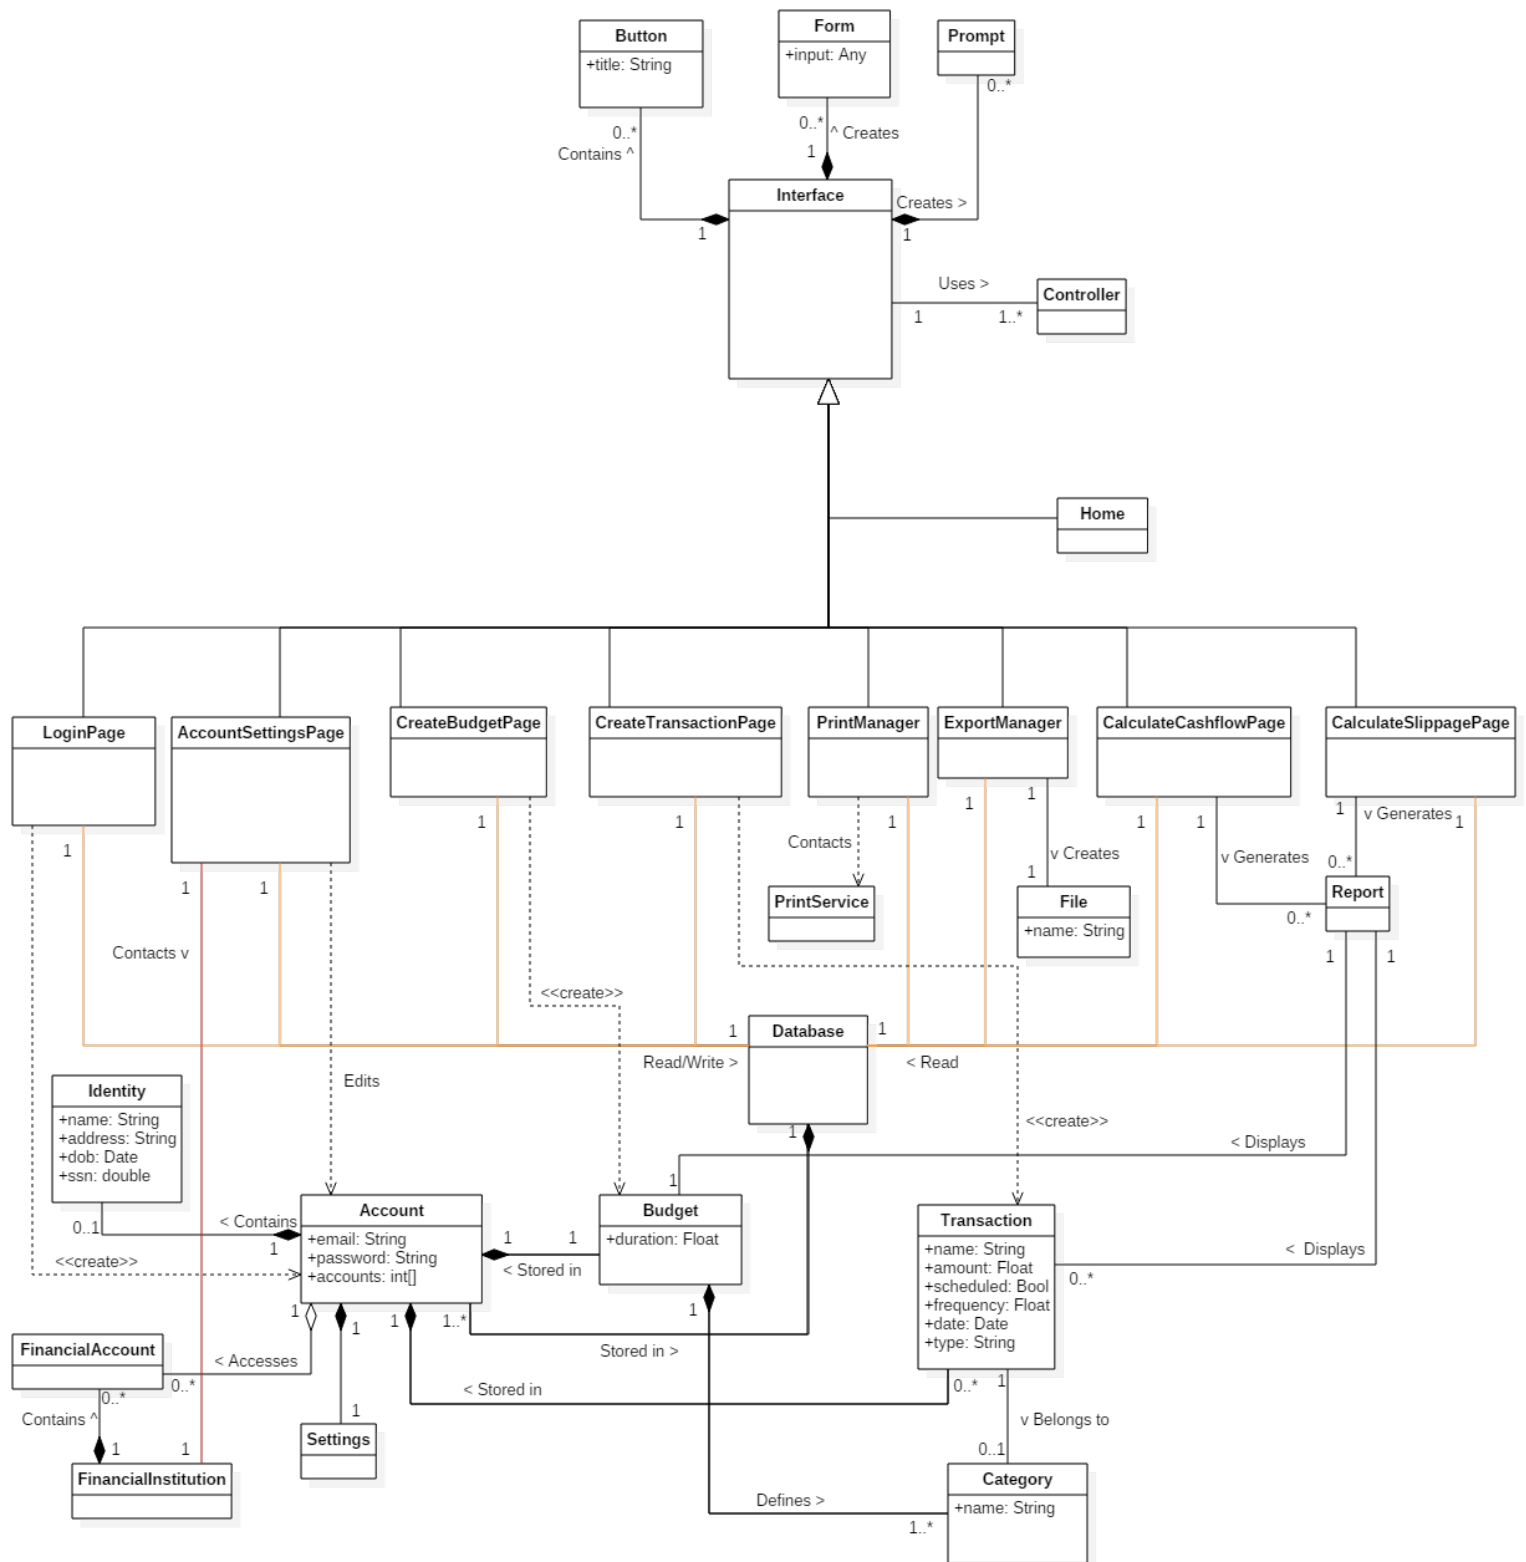 Button
+title: String
Form
+input: Any
Prompt
0..*
0..*
^ Creates
0..*
Contains ^
1
Interface
Creates >
1
1
Uses >
Controller
1
1..*
Home
LoginPage
AccountSettingsPage
CreateBudgetPage
CreateTransactionPage
PrintManager
ExportManager
CalculateCashflowPage
CalculateSlippagePage
1
1
1
1
1
1
1
1
1
1
1
1
v Generates
Contacts
v Creates
v Generates
0..*
1
PrintService
File
+name: String
Report
0..*
Contacts v
1
1
<<create>>
1
Database
1
Read/Write >
< Read
Edits
Identity
+name: String
+address: String
+dob: Date
+ssn: double
<<create>>
1
< Displays
1
0..1
< Contains
1
Account
+email: String
+password: String
+accounts: int[]
1
1
< Stored in
Budget
+duration: Float
Transaction
+name: String
+amount: Float
+scheduled: Bool
+frequency: Float
+date: Date
+type: String
< Displays
0..*
<<create>>
1
1
1
1..*
1
FinancialAccount
< Accesses
0..*
Stored in >
< Stored in
0..*
1
0..*
Contains ^
1
1
1
v Belongs to
0..1
Settings
FinancialInstitution
Category
+name: String
Defines >
1..*